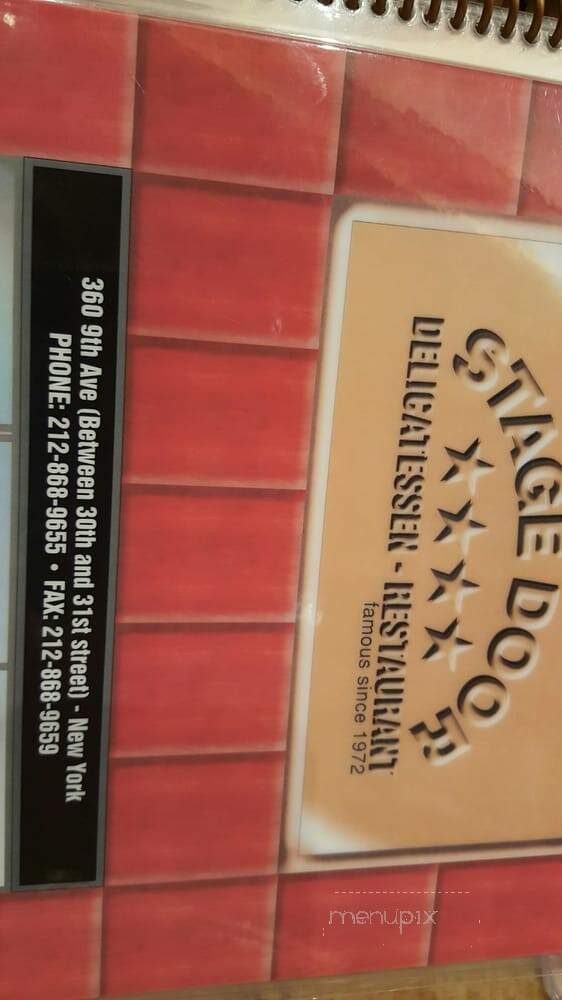 STAGE DOOR
DELICATESSEN - RESTAURANT
famous since 1972
360 9th Ave (Between 30th and 31st street) - New York
PHONE: 212-868-9655 • FAX: 212-868-9659
menupix